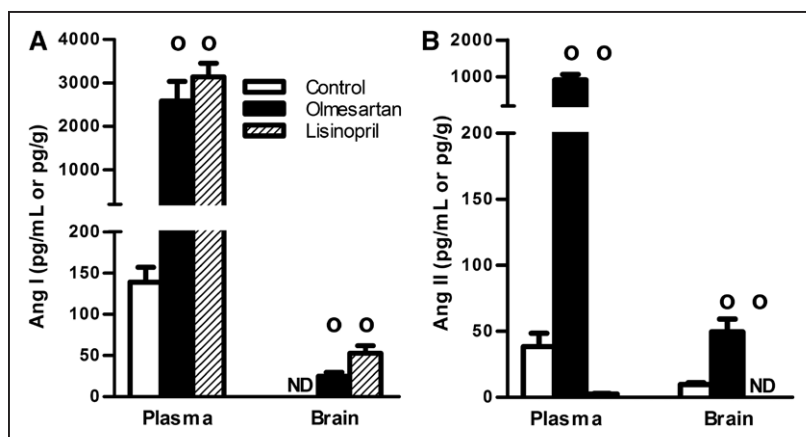 A
Ang I (pg/mL or pg/g)
4000
3000
2000
1000
200
150
100
50
0
O O
O O
ND
Plasma Brain
Control
Olmesartan
Lisinopril
B
Ang II (pg/mL or pg/g)
2000
1000
200
150
100
50
0
O O
O O
ND
Plasma Brain